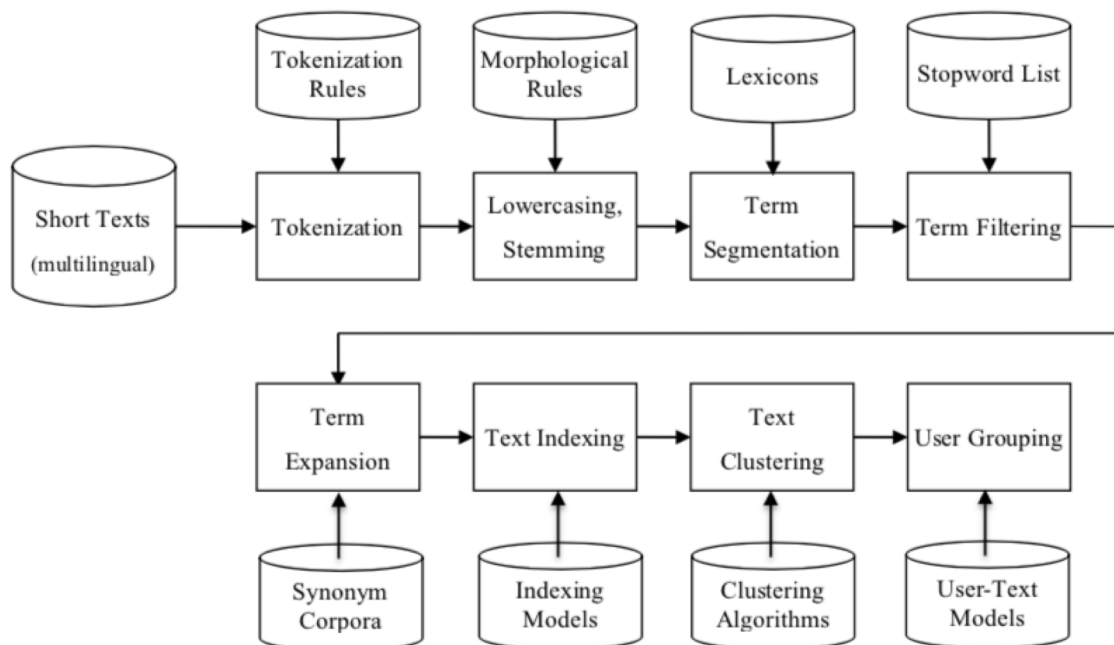 Tokenization
Rules
Morphological
Rules
Lexicons
Stopword List
Short Texts
(multilingual)
Tokenization
Lowercasing,
Stemming
Term
Segmentation
Term Filtering
Term
Expansion
Text Indexing
Text
Clustering
User Grouping
Synonym
Corpora
Indexing
Models
Clustering
Algorithms
User-Text
Models